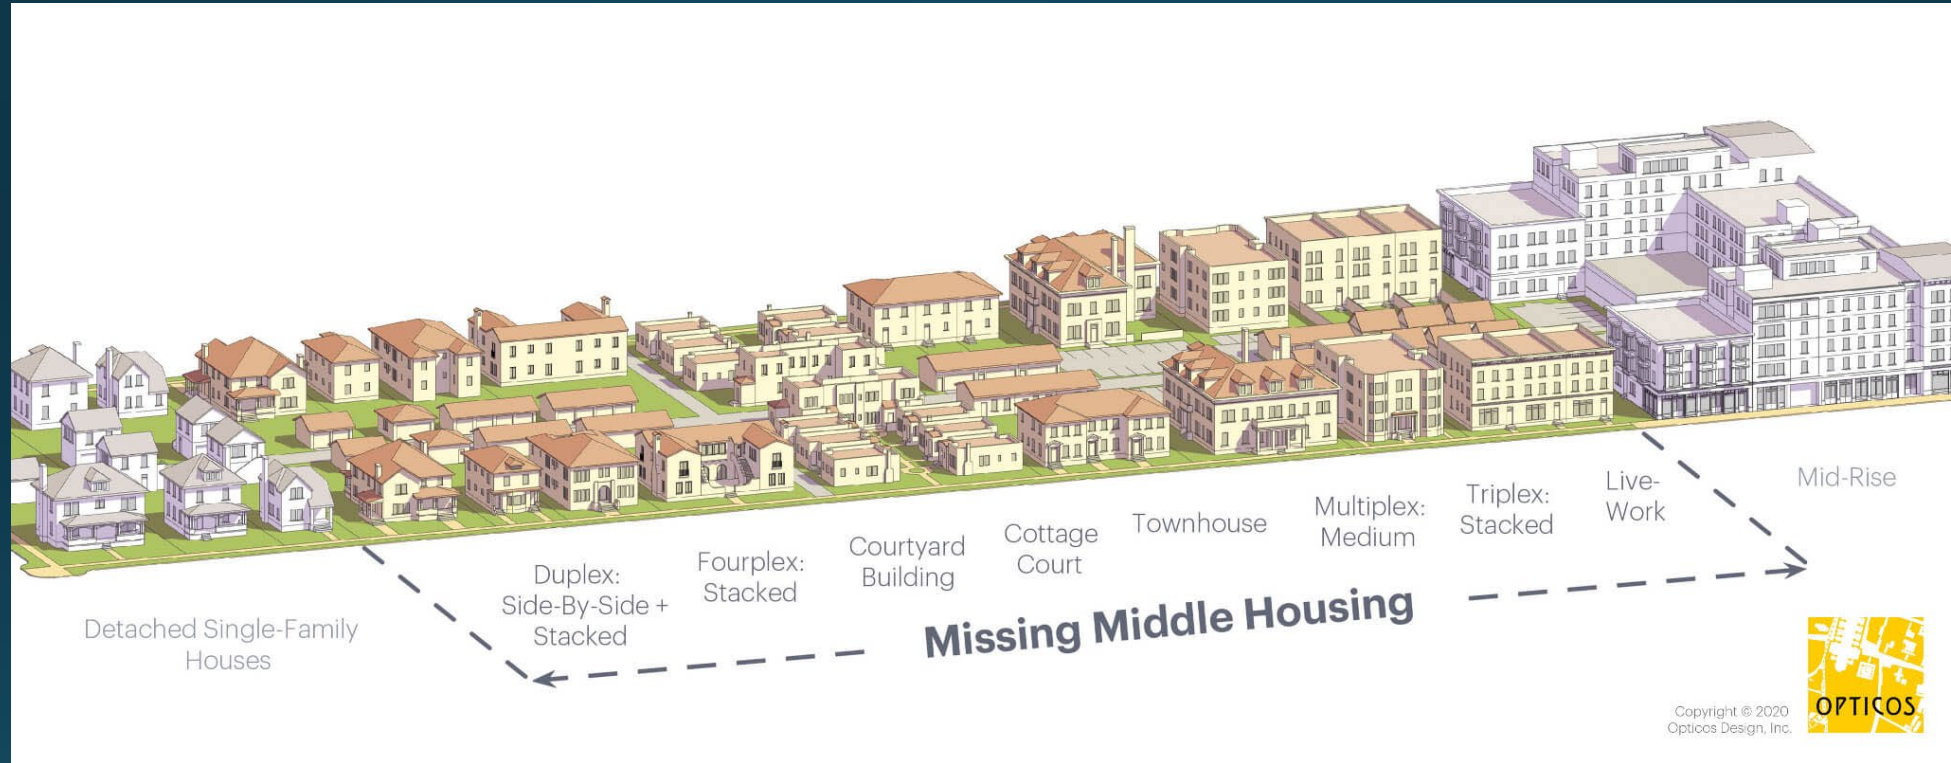 Detached Single-Family
Houses
Duplex:
Side-By-Side +
Stacked
Fourplex:
Stacked
Courtyard
Building
Cottage
Court
Townhouse
Multiplex:
Medium
Triplex:
Stacked
Live-
Work
Mid-Rise
Missing Middle Housing
Copyright © 2020
Opticos Design, Inc.
OPTICOS